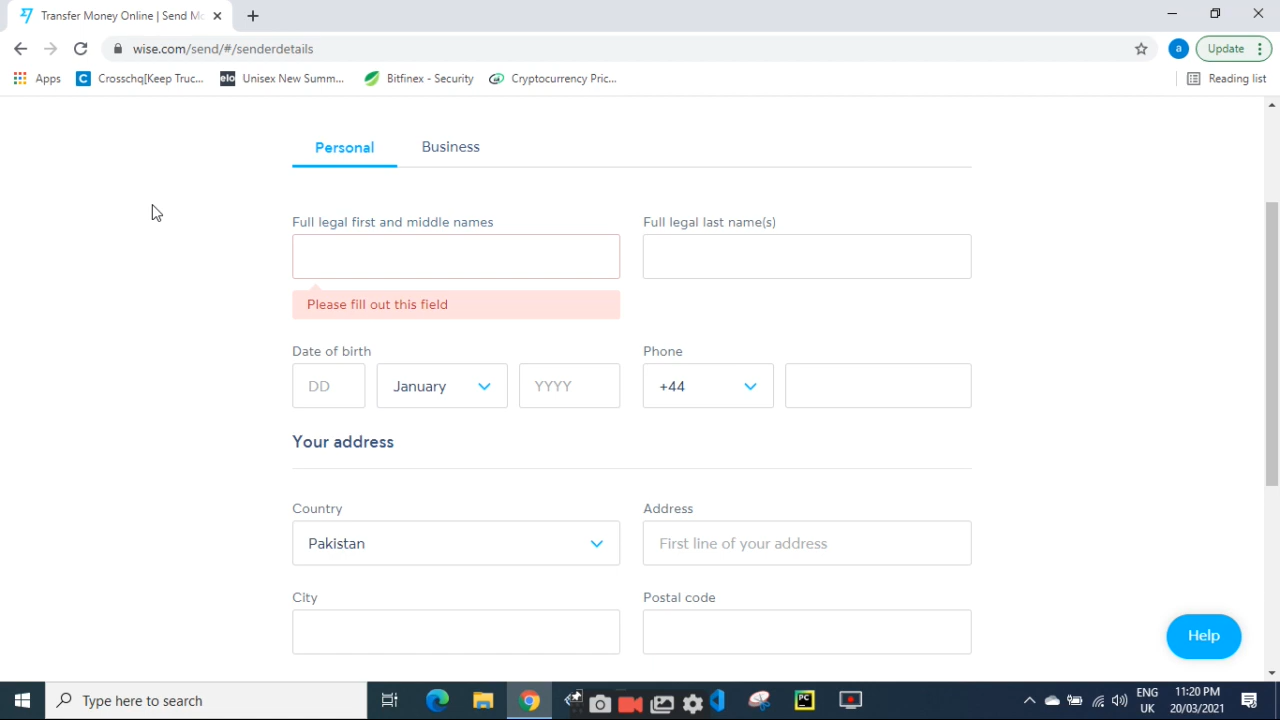 Transfer Money Online | Send Mo
wise.com/send/#/senderdetails
a
Update
Apps
C
Crosschq[Keep Truc...
elo
Unisex New Summ...
Bitfinex - Security
Cryptocurrency Pric...
Reading list
Personal
Business
Full legal first and middle names
Full legal last name(s)
Please fill out this field
Date of birth
Phone
DD
January
YYYY
+44
Your address
Country
Address
Pakistan
First line of your address
City
Postal code
Help
Type here to search
PC
ENG
UK
11:20 PM
20/03/2021